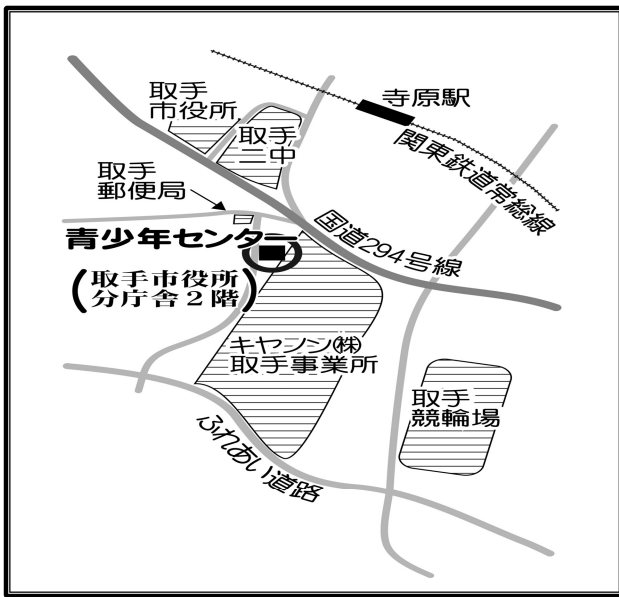 取手
市役所
取手
二中
寺原駅
関東鉄道常総線
取手
郵便局
国道294号線
青少年センター
(取手市役所
分庁舎2階)
キヤノン㈱
取手事業所
取手
競輪場
ふれあい道路